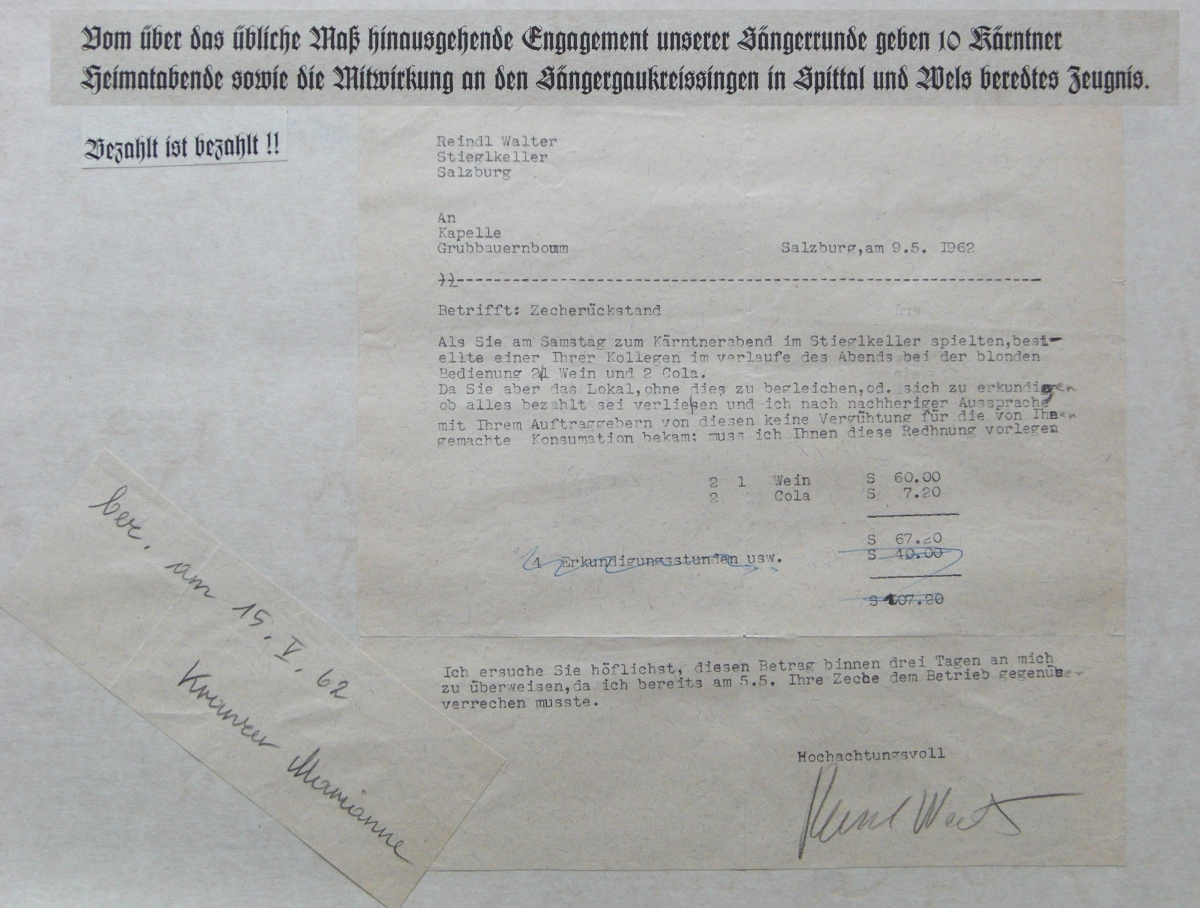 Vom über das übliche Maß hinausgehende Engagement unserer Sängerrunde geben 10 Kärntner
Heimatabende sowie die Mitwirkung an den Sängergaukreissingen in Spittal und Wels beredtes Zeugnis.
Bezahlt ist bezahlt !!
Reindl Walter
Stieglkeller
Salzburg
An
Kapelle
Grubbauernboum
Salzburg,am 9.5. 1962
Betrifft: Zecherückstand
Als Sie am Samstag zum Kärntnerabend im Stieglkeller spielten,best-
ellte einer Ihrer Kollegen im verlaufe des Abends bei der blonden
Bedienung 2l Wein und 2 Cola.
Da Sie aber das Lokal,ohne dies zu begleichen,od. sich zu erkundigen
ob alles bezahlt sei verließen und ich nach nachheriger Aussprache
mit Ihrem Auftraggebern von diesen keine Vergühtung für die von Ihnen
gemachte Konsumation bekam: muss ich Ihnen diese Redhnung vorlegen
2 l Wein S 60.00
2 Cola S 7.20
S 67.20
4 Erkundigungsstunden usw. S 40.00
S 107.20
Ich ersuche Sie höflichst, diesen Betrag binnen drei Tagen an mich
zu überweisen,da ich bereits am 5.5. Ihre Zeche dem Betrieb gegenüber
verrechen musste.
Hochachtungsvoll
bez. am 15. V. 62
Marianne